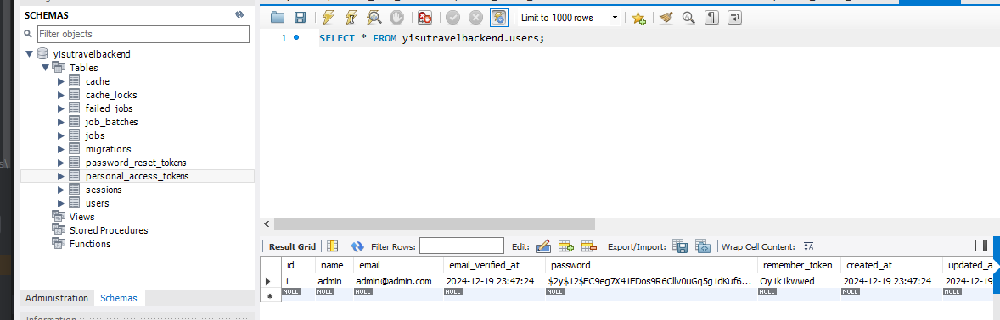 SCHEMAS
Filter objects
yisutravelbackend
Tables
cache
cache_locks
failed_jobs
job_batches
jobs
migrations
password_reset_tokens
personal_access_tokens
sessions
users
Views
Stored Procedures
Functions
Administration Schemas
Limit to 1000 rows
1 SELECT * FROM yisutravelbackend.users;
Result Grid Filter Rows: Edit: Export/Import: Wrap Cell Content:
id name email email_verified_at password remember_token created_at updated_a
1 admin admin@admin.com 2024-12-19 23:47:24 $2y$12$FC9eg7X41EDos9R6Cllv0uGq5g1dKuf6... Oy1k1kwwed 2024-12-19 23:47:24 2024-12-19
NULL NULL NULL NULL NULL NULL NULL NULL